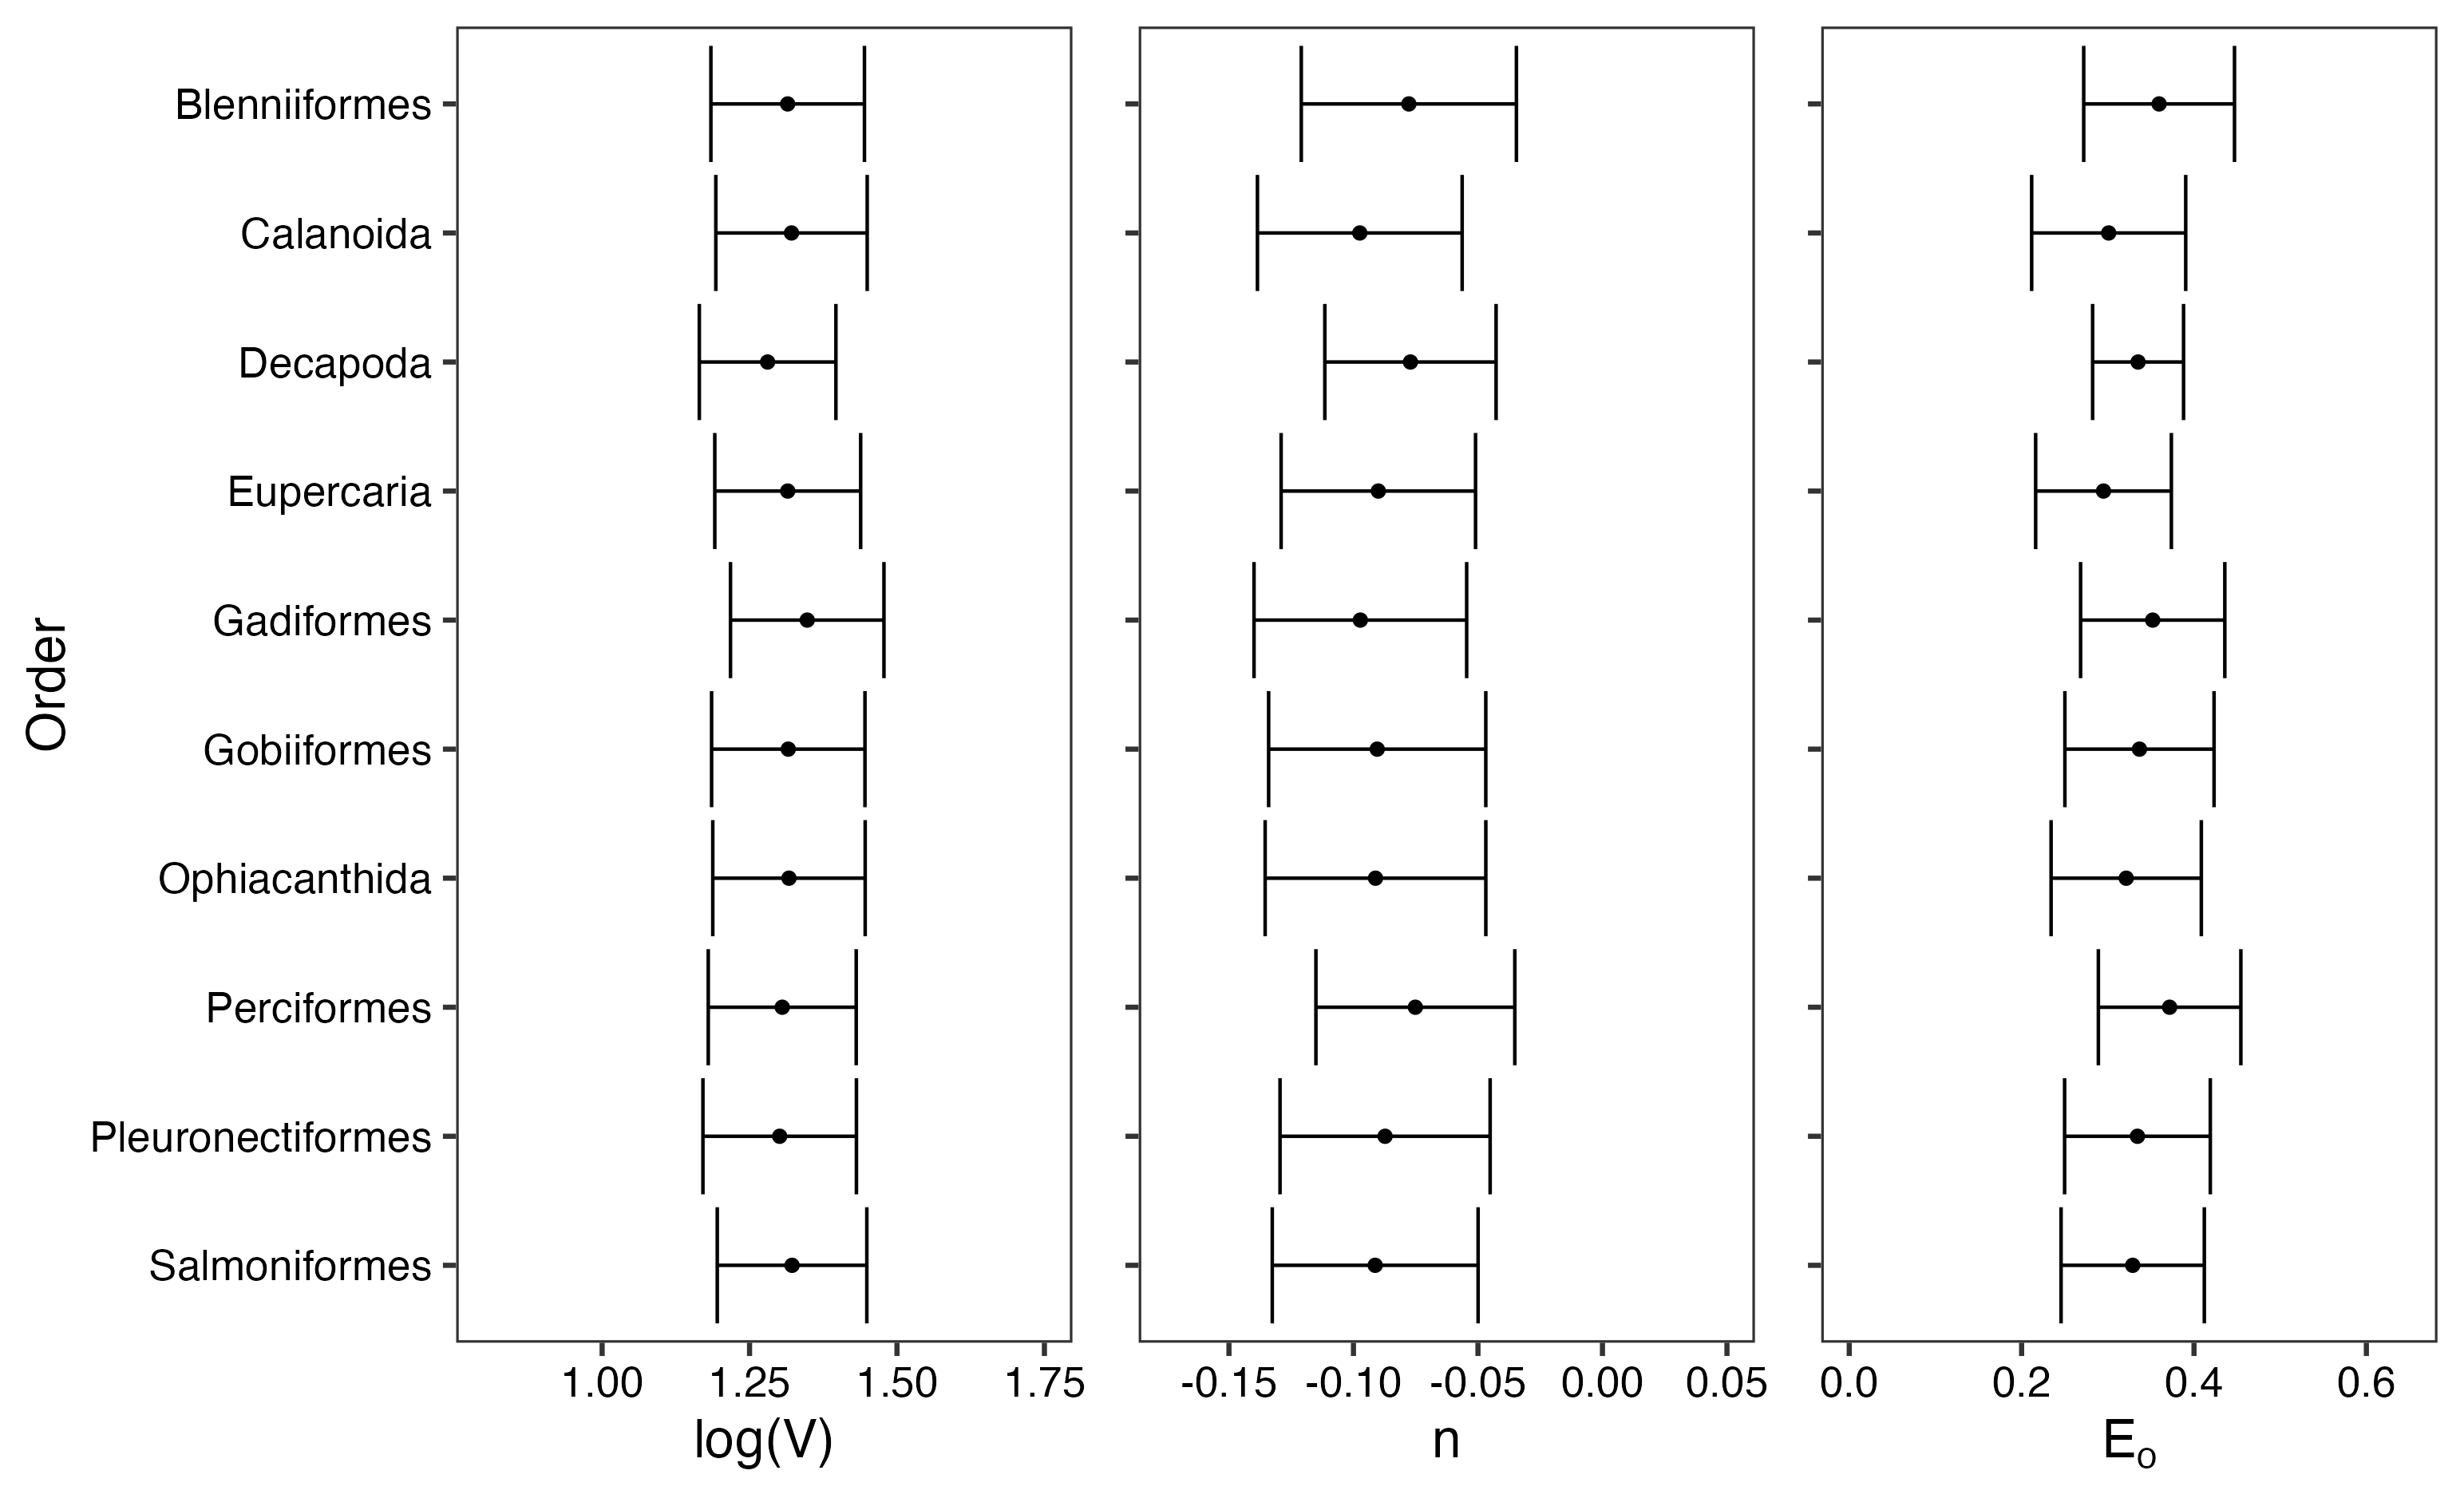 Order
Blenniiformes
Calanoida
Decapoda
Eupercaria
Gadiformes
Gobiiformes
Ophiacanthida
Perciformes
Pleuronectiformes
Salmoniformes
1.00 1.25 1.50 1.75
log(V)
-0.15 -0.10 -0.05 0.00 0.05
n
0.0 0.2 0.4 0.6
Eo